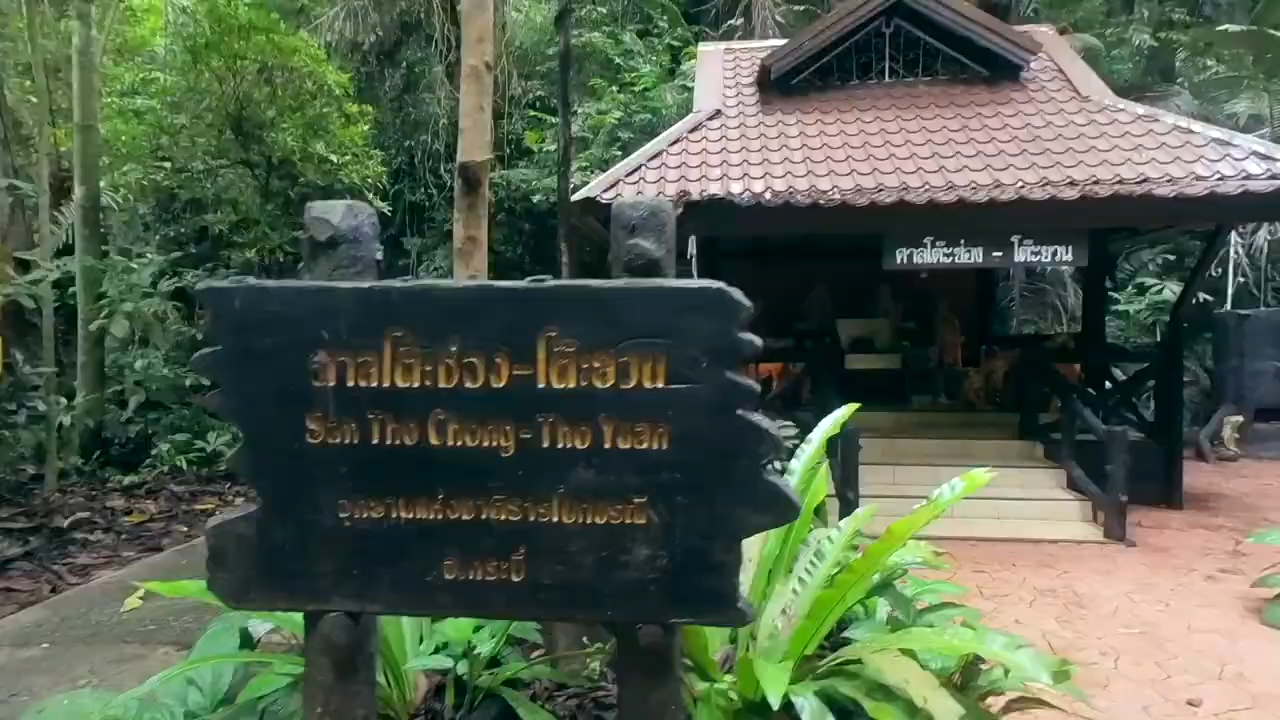 ศาลโต๊ะช่อง-โต๊ะยวน
San Tho Chong-Tho Yuan
อุทยานแห่งชาติธารโบกขรณี
จ.กระบี่
ศาลโต๊ะช่อง - โต๊ะยวน